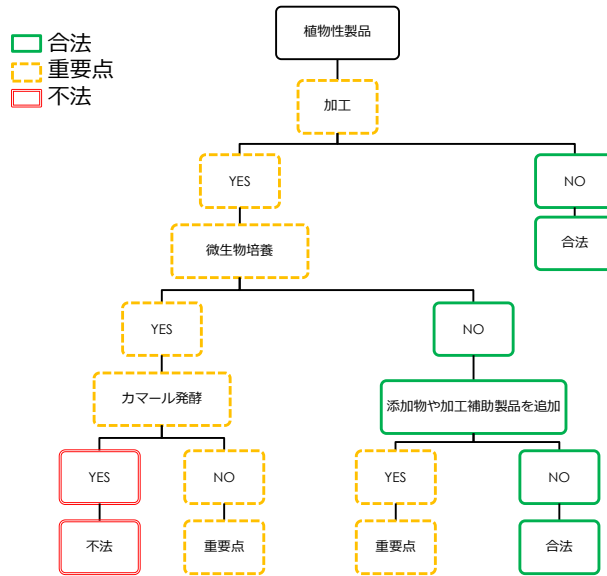 植物性製品
合法
重要点
不法
加工
YES
NO
合法
微生物培養
YES
NO
カマール発酵
添加物や加工補助製品を追加
YES
NO
YES
NO
不法
重要点
重要点
合法